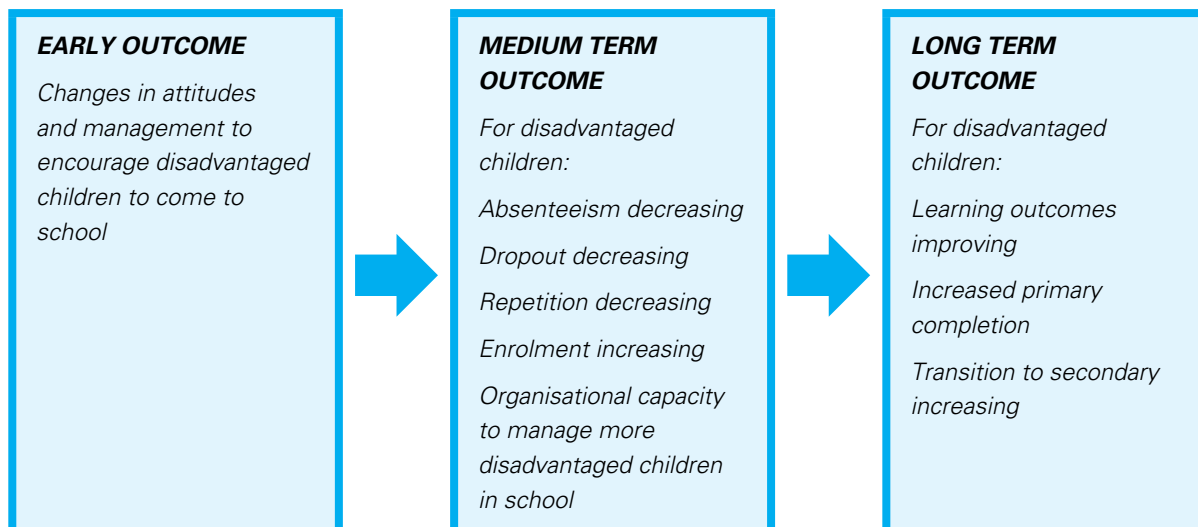 EARLY OUTCOME
Changes in attitudes
and management to
encourage disadvantaged
children to come to
school
MEDIUM TERM
OUTCOME
For disadvantaged
children:
Absenteeism decreasing
Dropout decreasing
Repetition decreasing
Enrolment increasing
Organisational capacity
to manage more
disadvantaged children
in school
LONG TERM
OUTCOME
For disadvantaged
children:
Learning outcomes
improving
Increased primary
completion
Transition to secondary
increasing